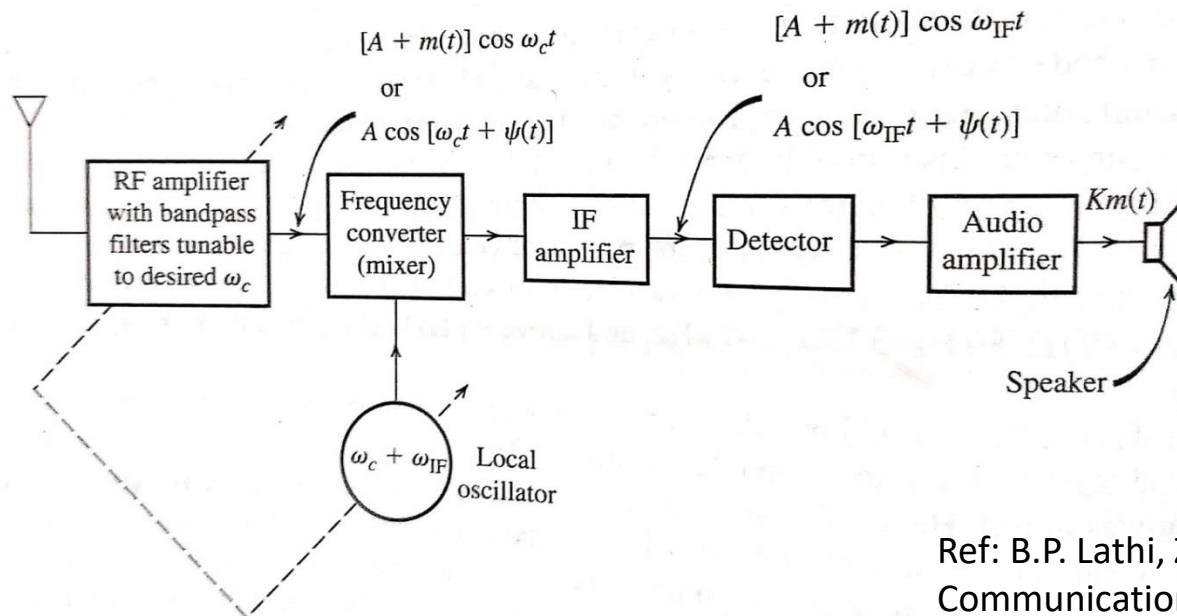 [A + m(t)] cos ω_c t
or
A cos [ω_c t + ψ(t)]
[A + m(t)] cos ω_IF t
or
A cos [ω_IF t + ψ(t)]
RF amplifier
with bandpass
filters tunable
to desired ω_c
Frequency
converter
(mixer)
IF
amplifier
Detector
Audio
amplifier
Km(t)
Speaker
ω_c + ω_IF
Local
oscillator
Ref: B.P. Lathi,
Communication